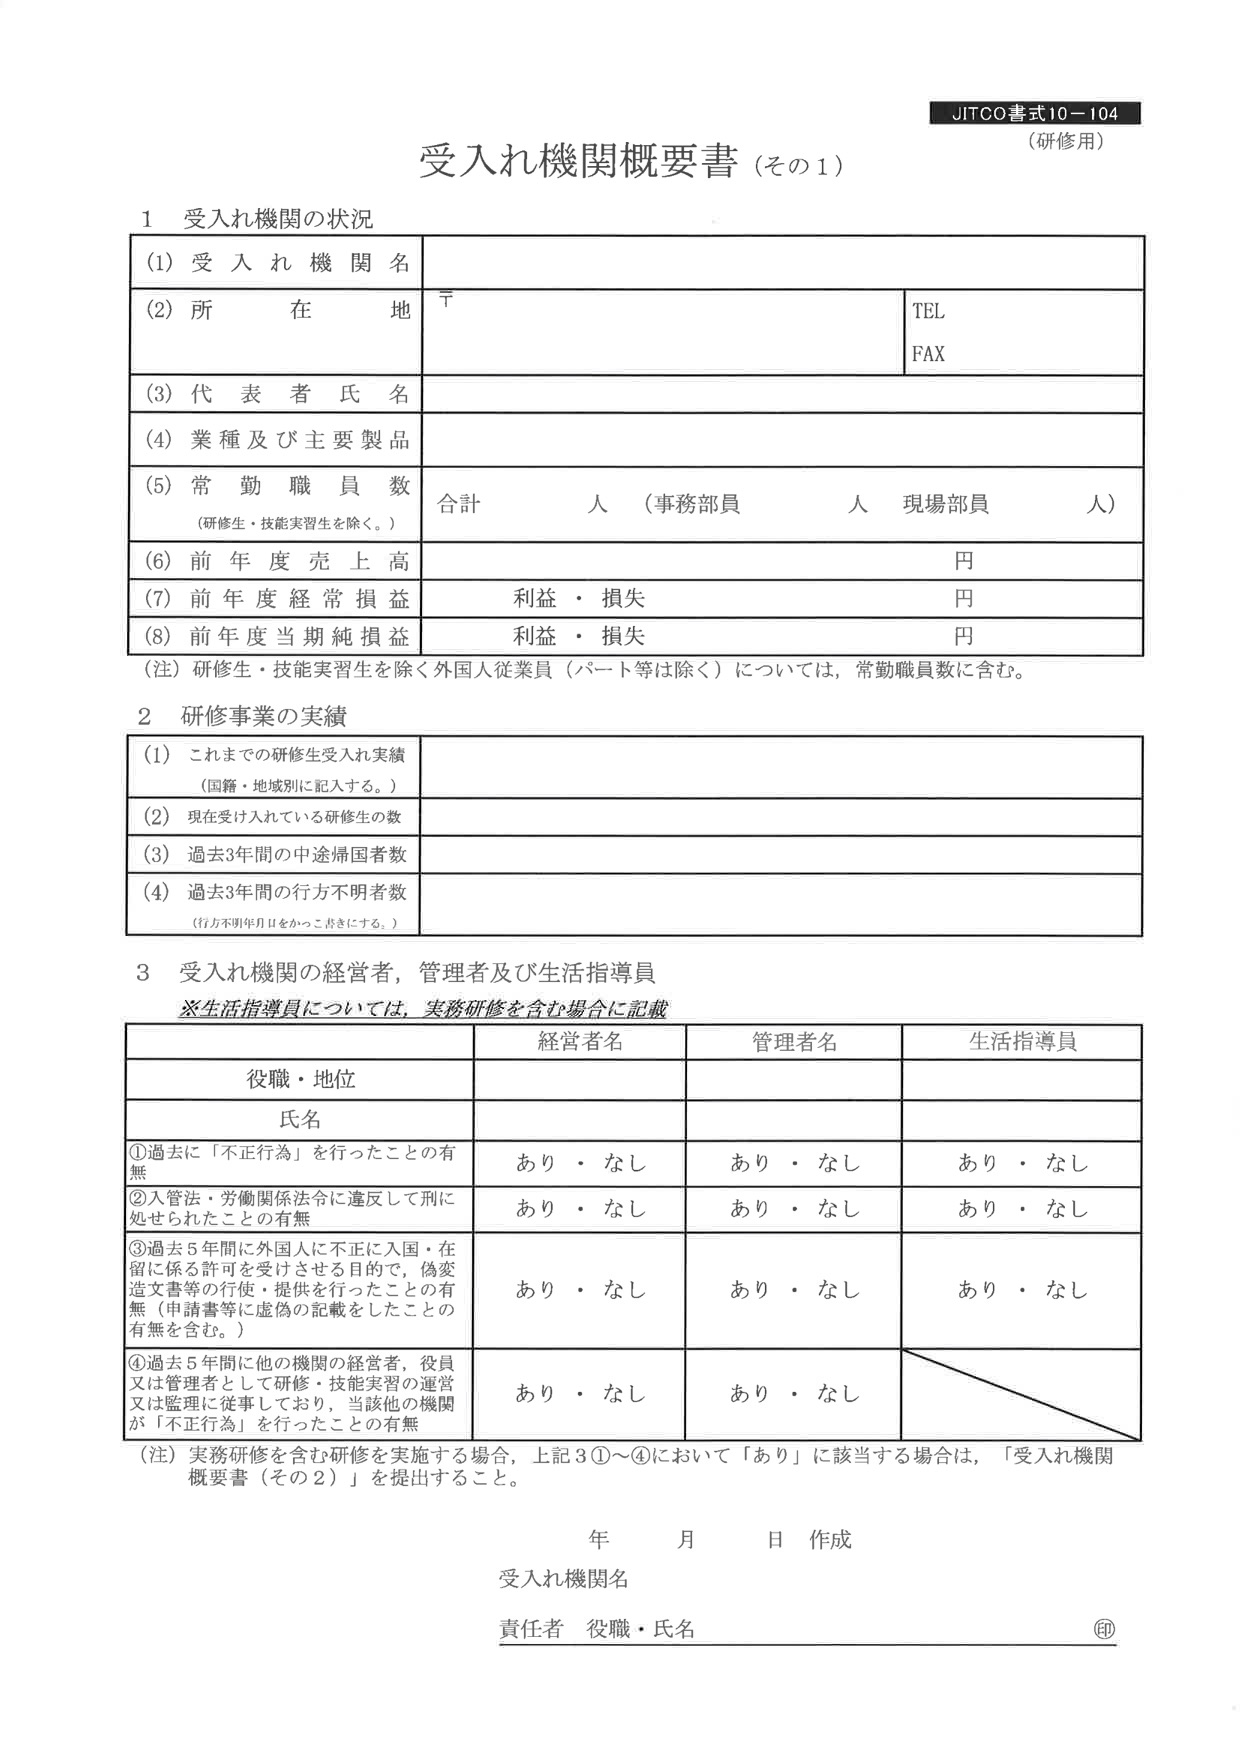 JITCO書式10－104
（研修用）
受入れ機関概要書（その１）
１　受入れ機関の状況
(1) 受入れ機関名
(2) 所在地
〒
TEL
FAX
(3) 代表者氏名
(4) 業種及び主要製品
(5) 常勤職員数
（研修生・技能実習生を除く。）
合計　人　（事務部員　人　現場部員　人）
(6) 前年度売上高　円
(7) 前年度経常損益　利益・損失　円
(8) 前年度当期純損益　利益・損失　円
（注）研修生・技能実習生を除く外国人従業員（パート等は除く）については，常勤職員数に含む。
２　研修事業の実績
(1) これまでの研修生受入れ実績
（国籍・地域別に記入する。）
(2) 現在受け入れている研修生の数
(3) 過去3年間の中途帰国者数
(4) 過去3年間の行方不明者数
（行方不明年月日をかっこ書きにする。）
３　受入れ機関の経営者，管理者及び生活指導員
※生活指導員については，実務研修を含む場合に記載
経営者名　管理者名　生活指導員
役職・地位
氏名
①過去に「不正行為」を行ったことの有
無
あり・なし　あり・なし　あり・なし
②入管法・労働関係法令に違反して刑に
処せられたことの有無
あり・なし　あり・なし　あり・なし
③過去５年間に外国人に不正に入国・在
留に係る許可を受けさせる目的で，偽変
造文書等の行使・提供を行ったことの有
無（申請書等に虚偽の記載をしたことの
有無を含む。）
あり・なし　あり・なし　あり・なし
④過去５年間に他の機関の経営者，役員
又は管理者として研修・技能実習の運営
又は監理に従事しており，当該他の機関
が「不正行為」を行ったことの有無
あり・なし　あり・なし
（注）実務研修を含む研修を実施する場合，上記３①～④において「あり」に該当する場合は，「受入れ機関
概要書（その２）」を提出すること。
年　月　日　作成
受入れ機関名
責任者　役職・氏名　㊞